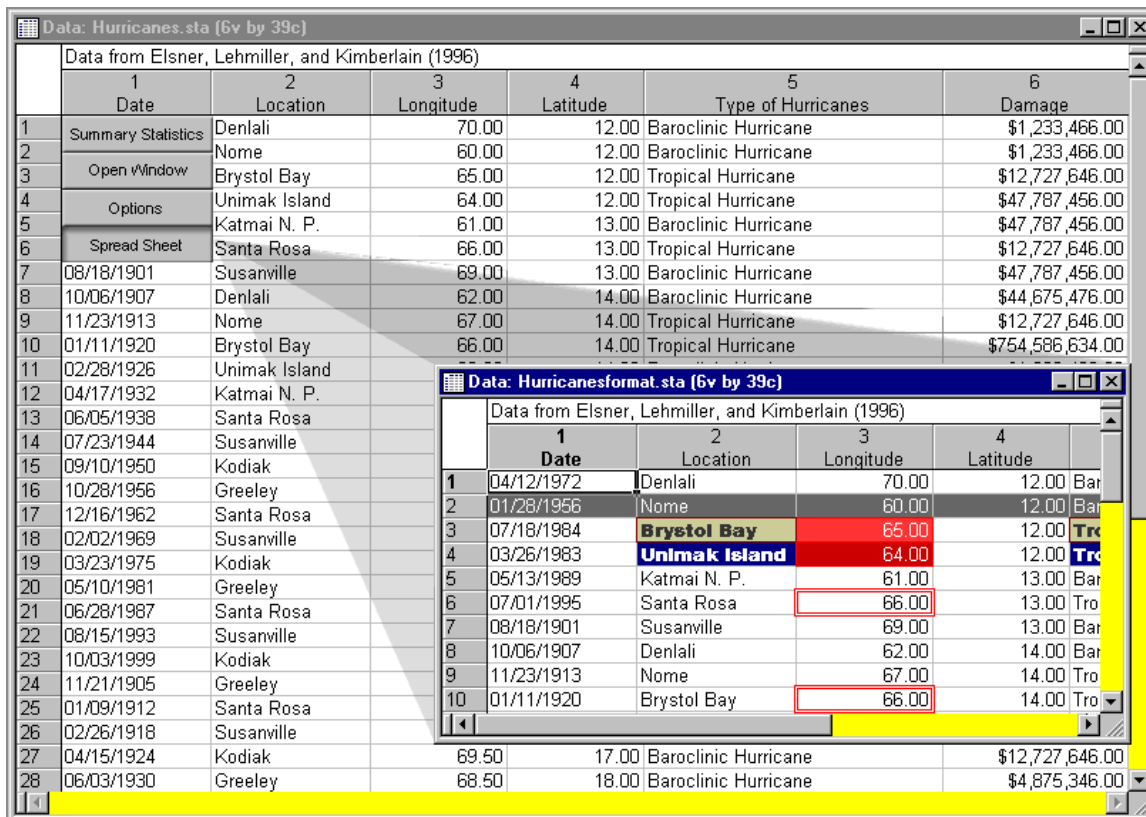 Data: Hurricanes.sta (6v by 39c)
Data from Elsner, Lehmiller, and Kimberlain (1996)
1 2 3 4 5 6
Date Location Longitude Latitude Type of Hurricanes Damage
1 Denlali 70.00 12.00 Baroclinic Hurricane $1,233,466.00
Summary Statistics
2 Nome 60.00 12.00 Baroclinic Hurricane $1,233,466.00
Open Window
3 Brystol Bay 65.00 12.00 Tropical Hurricane $12,727,646.00
4 Unimak Island 64.00 12.00 Tropical Hurricane $47,787,456.00
Options
5 Katmai N. P. 61.00 13.00 Baroclinic Hurricane $47,787,456.00
6 Santa Rosa 66.00 13.00 Tropical Hurricane $12,727,646.00
Spread Sheet
7 08/18/1901 Susanville 69.00 13.00 Baroclinic Hurricane $47,787,456.00
8 10/06/1907 Denlali 62.00 14.00 Baroclinic Hurricane $44,675,476.00
9 11/23/1913 Nome 67.00 14.00 Tropical Hurricane $12,727,646.00
10 01/11/1920 Brystol Bay 66.00 14.00 Tropical Hurricane $754,586,634.00
11 02/28/1926 Unimak Island
12 04/17/1932 Katmai N. P.
13 06/05/1938 Santa Rosa
14 07/23/1944 Susanville
15 09/10/1950 Kodiak
16 10/28/1956 Greeley
17 12/16/1962 Santa Rosa
18 02/02/1969 Susanville
19 03/23/1975 Kodiak
20 05/10/1981 Greeley
21 06/28/1987 Santa Rosa
22 08/15/1993 Susanville
23 10/03/1999 Kodiak
24 11/21/1905 Greeley
25 01/09/1912 Santa Rosa
26 02/26/1918 Susanville
27 04/15/1924 Kodiak 69.50 17.00 Baroclinic Hurricane $12,727,646.00
28 06/03/1930 Greeley 68.50 18.00 Baroclinic Hurricane $4,875,346.00
Data: Hurricanesformat.sta (6v by 39c)
Data from Elsner, Lehmiller, and Kimberlain (1996)
1 2 3 4
Date Location Longitude Latitude
1 04/12/1972 Denlali 70.00 12.00 Bar
2 01/28/1956 Nome 60.00 12.00 Bar
3 07/18/1984 Brystol Bay 65.00 12.00 Tro
4 03/26/1983 Unimak Island 64.00 12.00 Tro
5 05/13/1989 Katmai N. P. 61.00 13.00 Bar
6 07/01/1995 Santa Rosa 66.00 13.00 Tro
7 08/18/1901 Susanville 69.00 13.00 Bar
8 10/06/1907 Denlali 62.00 14.00 Bar
9 11/23/1913 Nome 67.00 14.00 Tro
10 01/11/1920 Brystol Bay 66.00 14.00 Tro